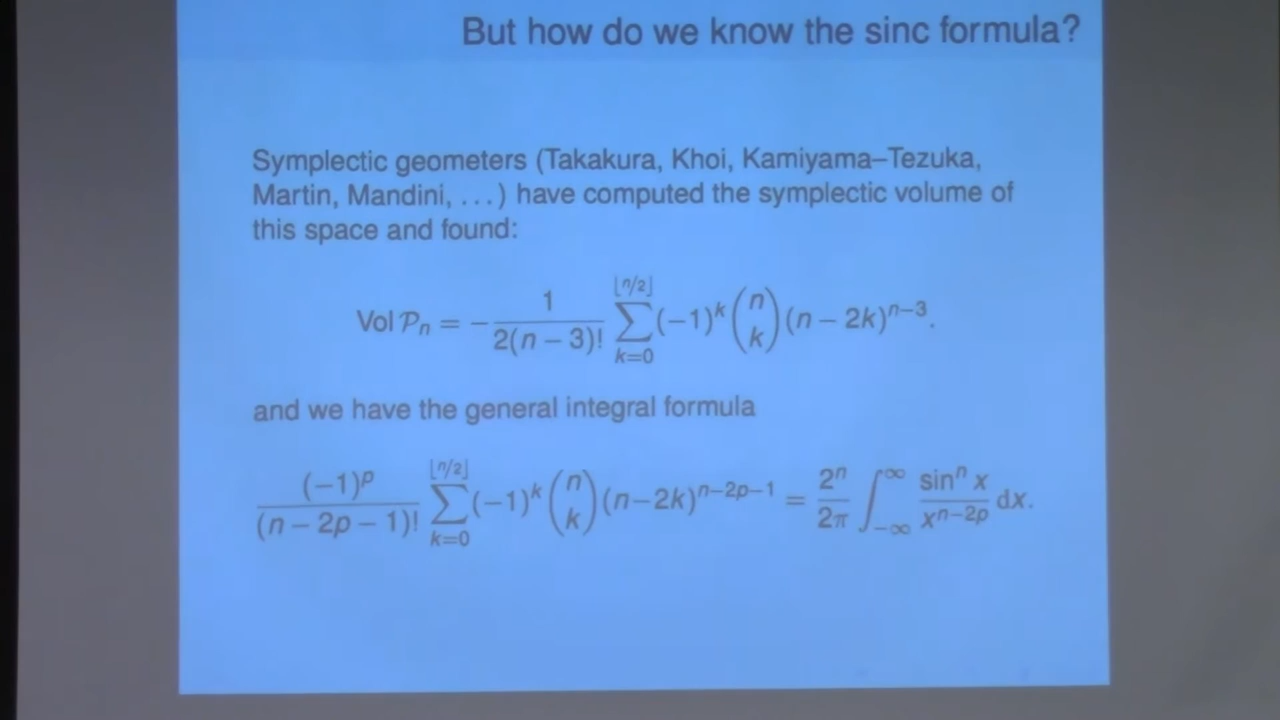 But how do we know the sinc formula?
Symplectic geometers (Takakura, Khoi, Kamiyama–Tezuka,
Martin, Mandini, ...) have computed the symplectic volume of
this space and found:
Vol 𝒫ₙ = − 1/(2(n − 3)!) ∑_{k=0}^{⌊n/2⌋} (−1)^k \binom{n}{k} (n − 2k)^{n−3}.
and we have the general integral formula
(−1)^p/(n − 2p − 1)! ∑_{k=0}^{⌊n/2⌋} (−1)^k \binom{n}{k} (n−2k)^{n−2p−1} = 2^n/2π ∫_{−∞}^{∞} sin^n x/x^{n−2p} dx.